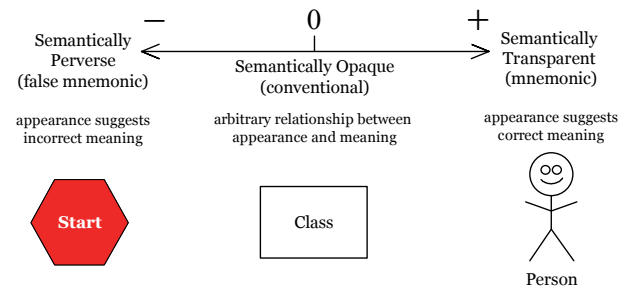 − 0 +
Semantically
Perverse
(false mnemonic)
Semantically Opaque
(conventional)
Semantically
Transparent
(mnemonic)
appearance suggests
incorrect meaning
arbitrary relationship between
appearance and meaning
appearance suggests
correct meaning
Start
Class
Person